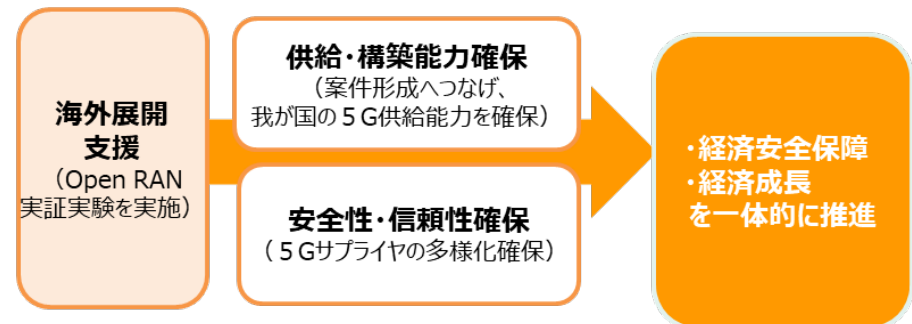 海外展開
支援
（Open RAN
実証実験を実施）
供給・構築能力確保
（案件形成へつなげ、
我が国の５G供給能力を確保）
安全性・信頼性確保
（５Gサプライヤの多様化確保）
・経済安全保障
・経済成長
を一体的に推進